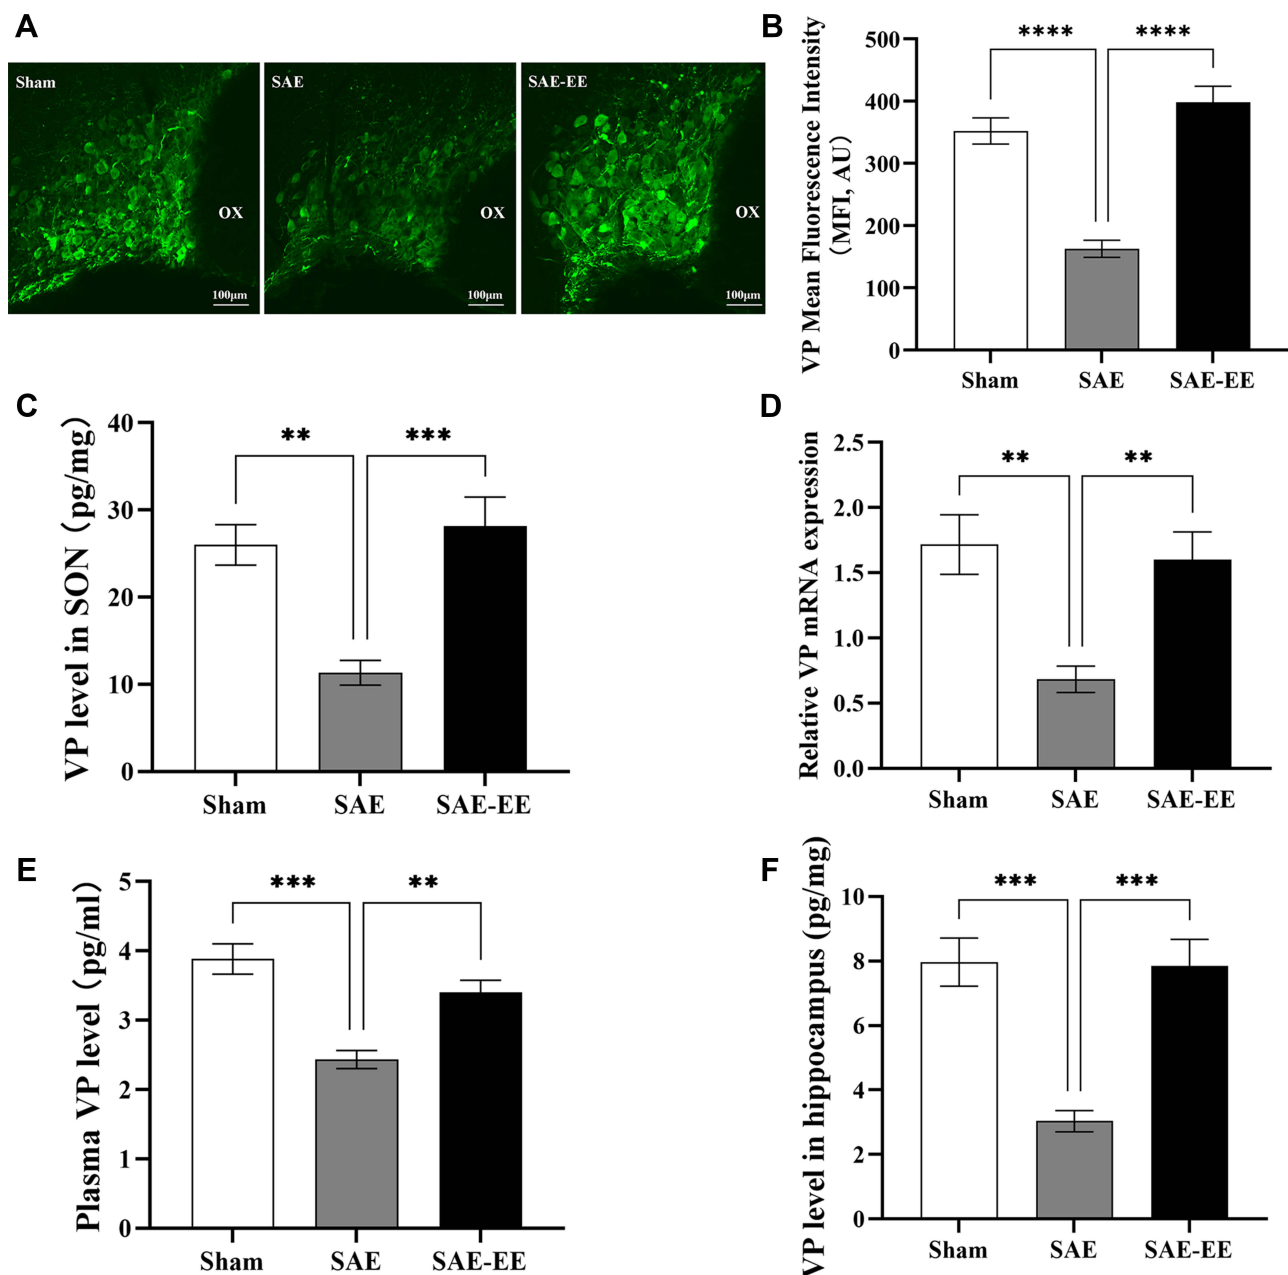 A
Sham
OX
100μm
SAE
OX
100μm
SAE-EE
OX
100μm
B
VP Mean Fluorescence Intensity
(MFI, AU)
500
400
300
200
100
0
****
****
Sham
SAE
SAE-EE
C
VP level in SON (pg/mg)
40
30
20
10
0
**
***
Sham
SAE
SAE-EE
D
Relative VP mRNA expression
2.5
2.0
1.5
1.0
0.5
0.0
**
**
Sham
SAE
SAE-EE
E
Plasma VP level (pg/ml)
5
4
3
2
1
0
***
**
Sham
SAE
SAE-EE
F
VP level in hippocampus (pg/mg)
10
8
6
4
2
0
***
***
Sham
SAE
SAE-EE